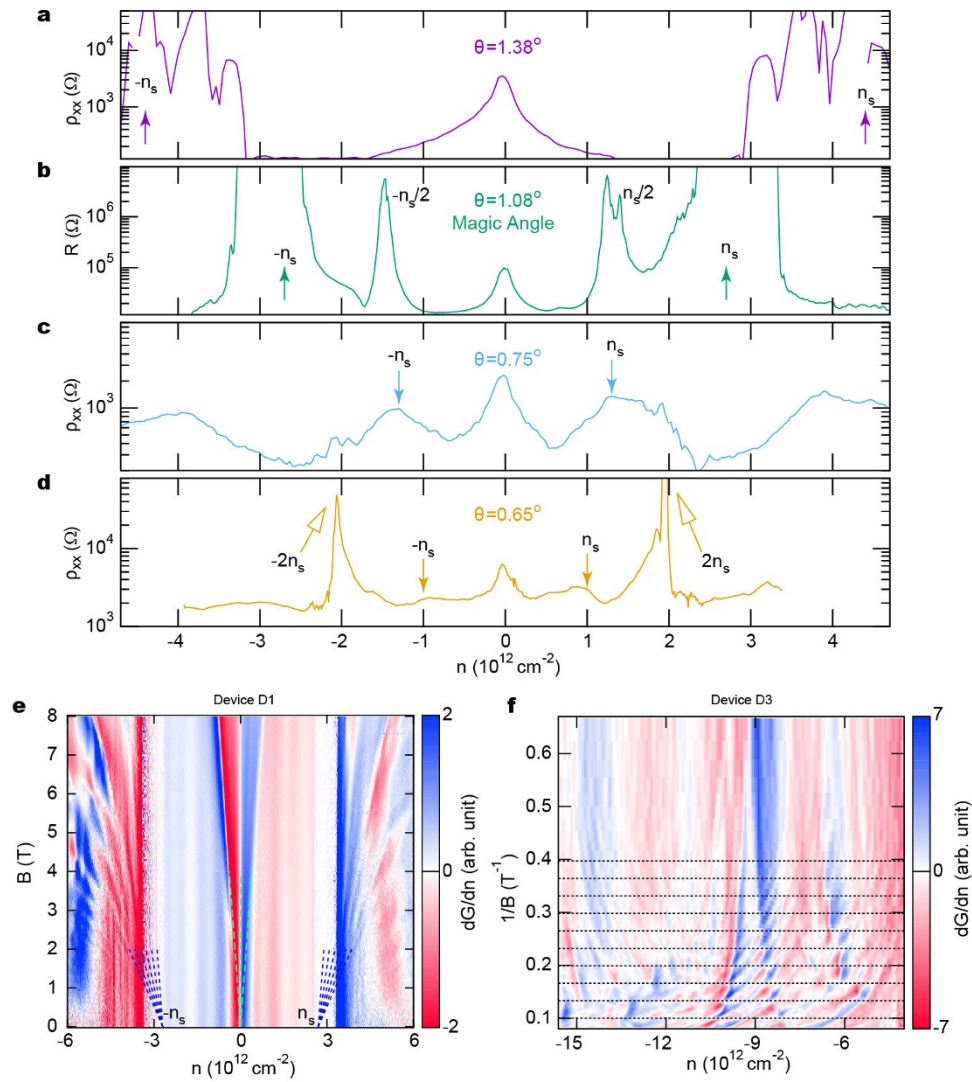 a
θ=1.38°
-nₛ
nₛ
ρₓₓ (Ω)
10⁴
10³
b
θ=1.08°
Magic Angle
-nₛ/2
nₛ/2
-nₛ
nₛ
R (Ω)
10⁶
10⁵
c
θ=0.75°
-nₛ
nₛ
ρₓₓ (Ω)
10³
d
θ=0.65°
-2nₛ
-nₛ
nₛ
2nₛ
ρₓₓ (Ω)
10⁴
10³
-4 -3 -2 -1 0 1 2 3 4
n (10¹² cm⁻²)
e
Device D1
B (T)
8
7
6
5
4
3
2
1
0
-nₛ
nₛ
-6 -3 0 3 6
n (10¹² cm⁻²)
2
0
-2
dG/dn (arb. unit)
f
Device D3
1/B (T⁻¹)
0.6
0.5
0.4
0.3
0.2
0.1
-15 -12 -9 -6
n (10¹² cm⁻²)
7
0
-7
dG/dn (arb. unit)